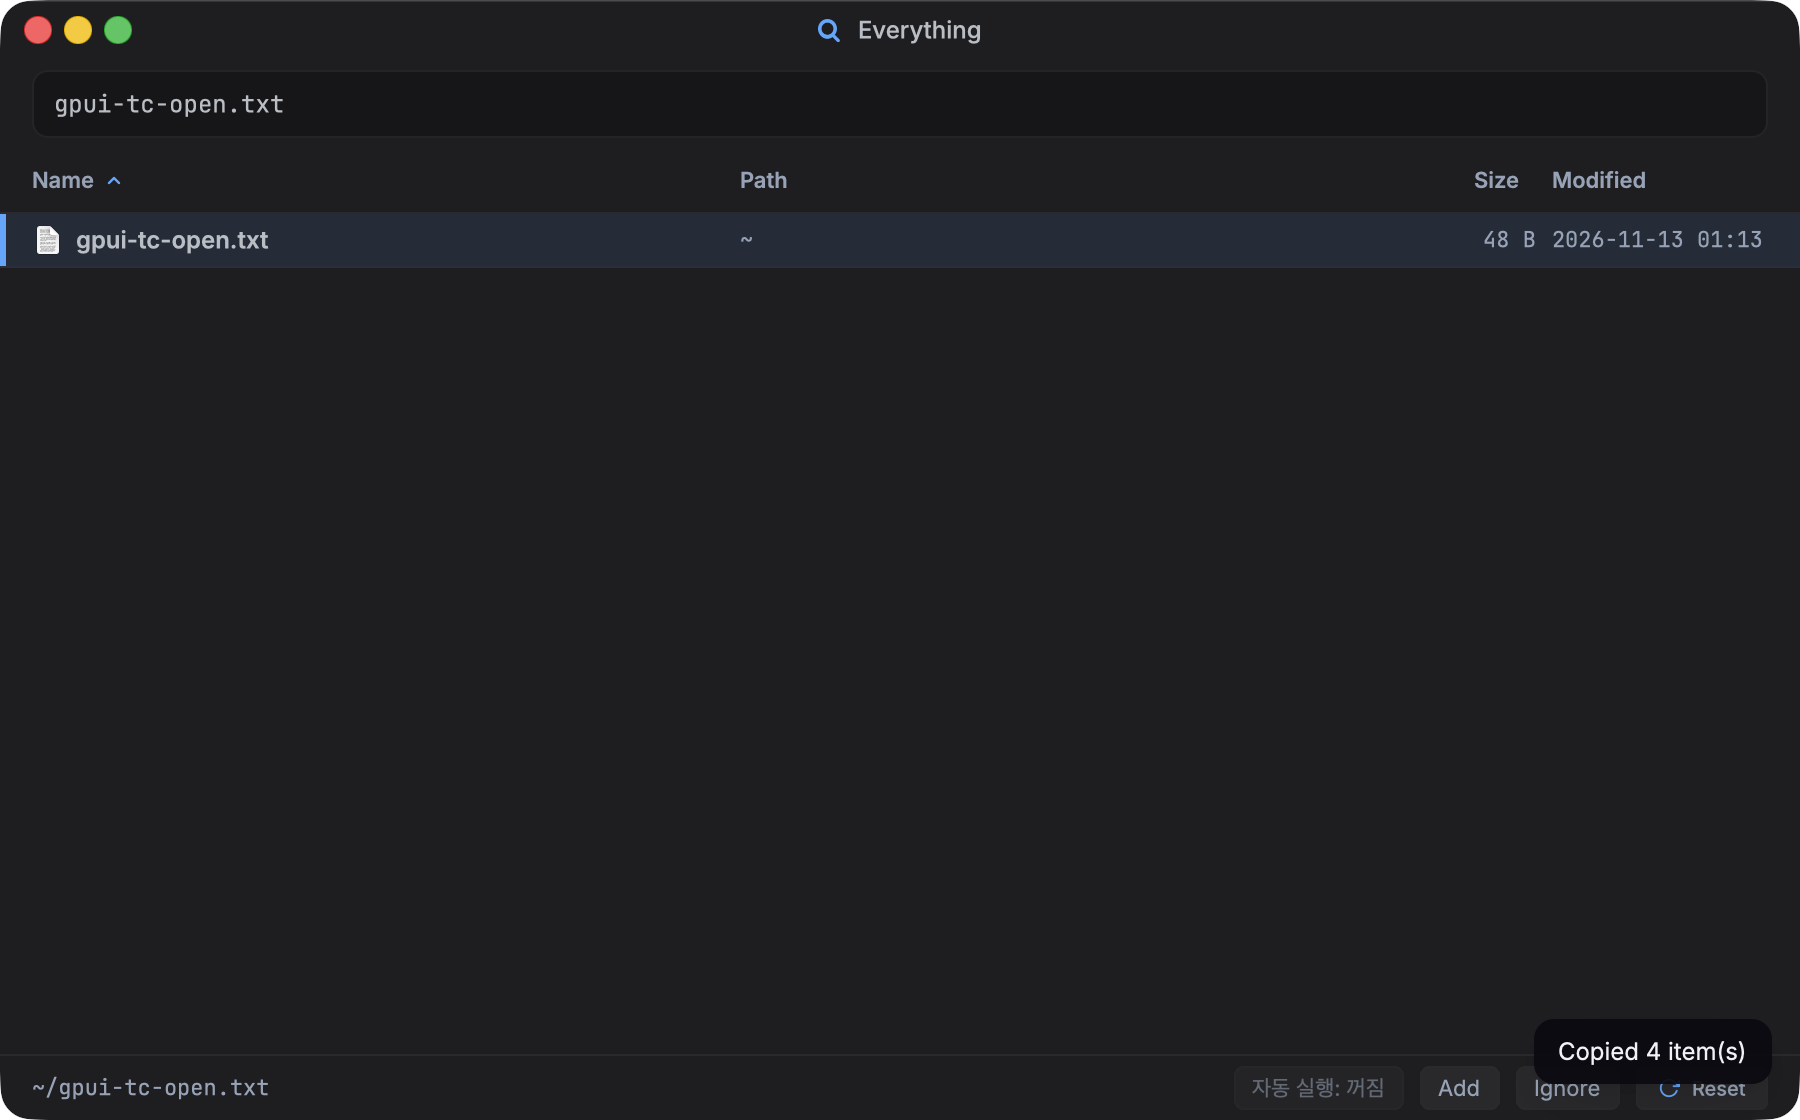 Everything
gpui-tc-open.txt
Name Path Size Modified
gpui-tc-open.txt ~ 48 B 2026-11-13 01:13
Copied 4 item(s)
~/gpui-tc-open.txt 자동 실행: 꺼짐 Add Ignore Reset